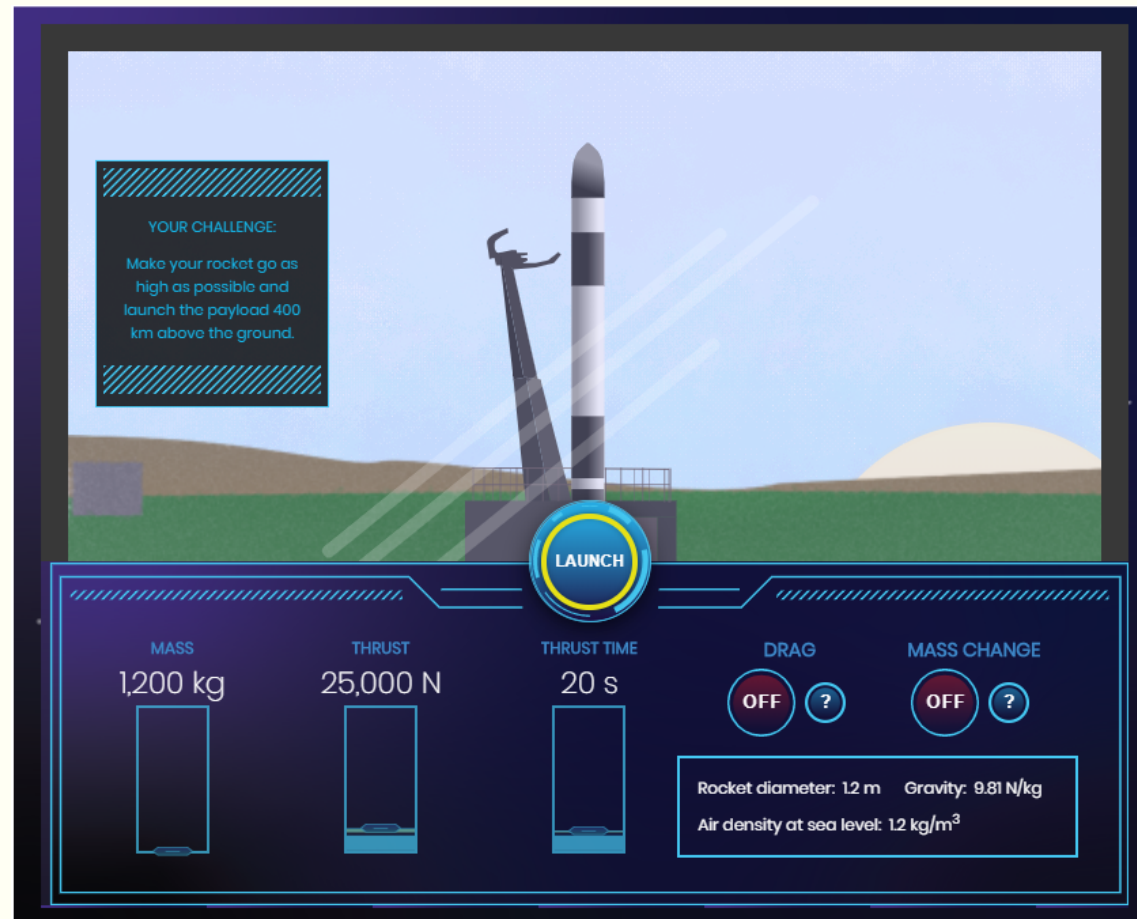 YOUR CHALLENGE:
Make your rocket go as
high as possible and
launch the payload 400
km above the ground.
LAUNCH
MASS
1,200 kg
THRUST
25,000 N
THRUST TIME
20 s
DRAG
OFF
?
MASS CHANGE
OFF
?
Rocket diameter: 1.2 m Gravity: 9.81 N/kg
Air density at sea level: 1.2 kg/m³